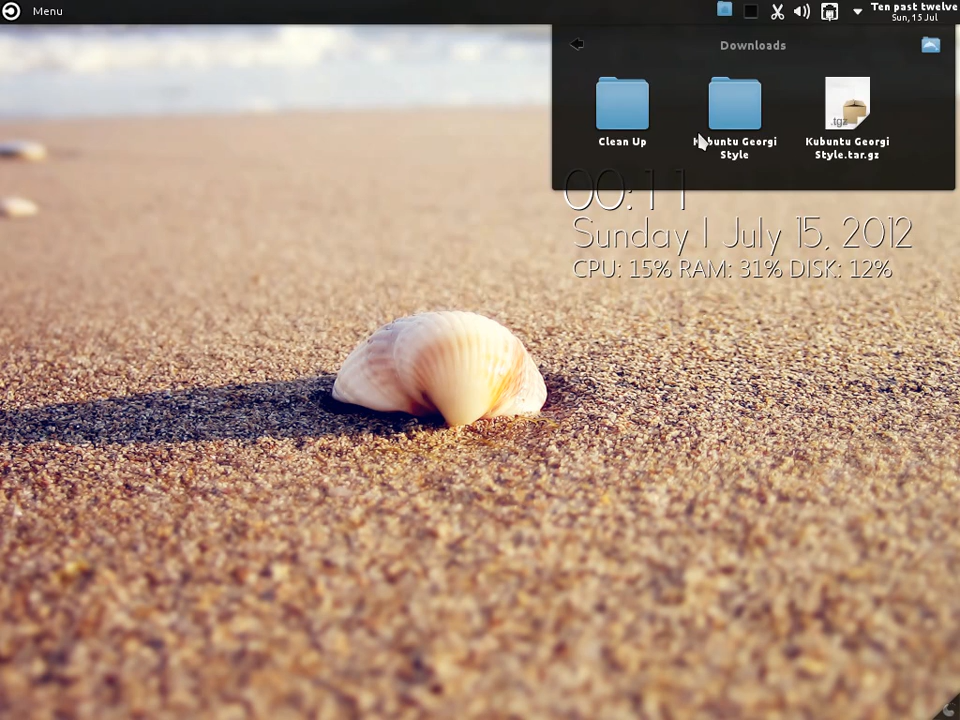 Menu
Ten past twelve
Sun, 15 Jul
Downloads
Clean Up
Kubuntu Georgi
Style
.tgz
Kubuntu Georgi
Style.tar.gz
00:11
Sunday | July 15, 2012
CPU: 15% RAM: 31% DISK: 12%